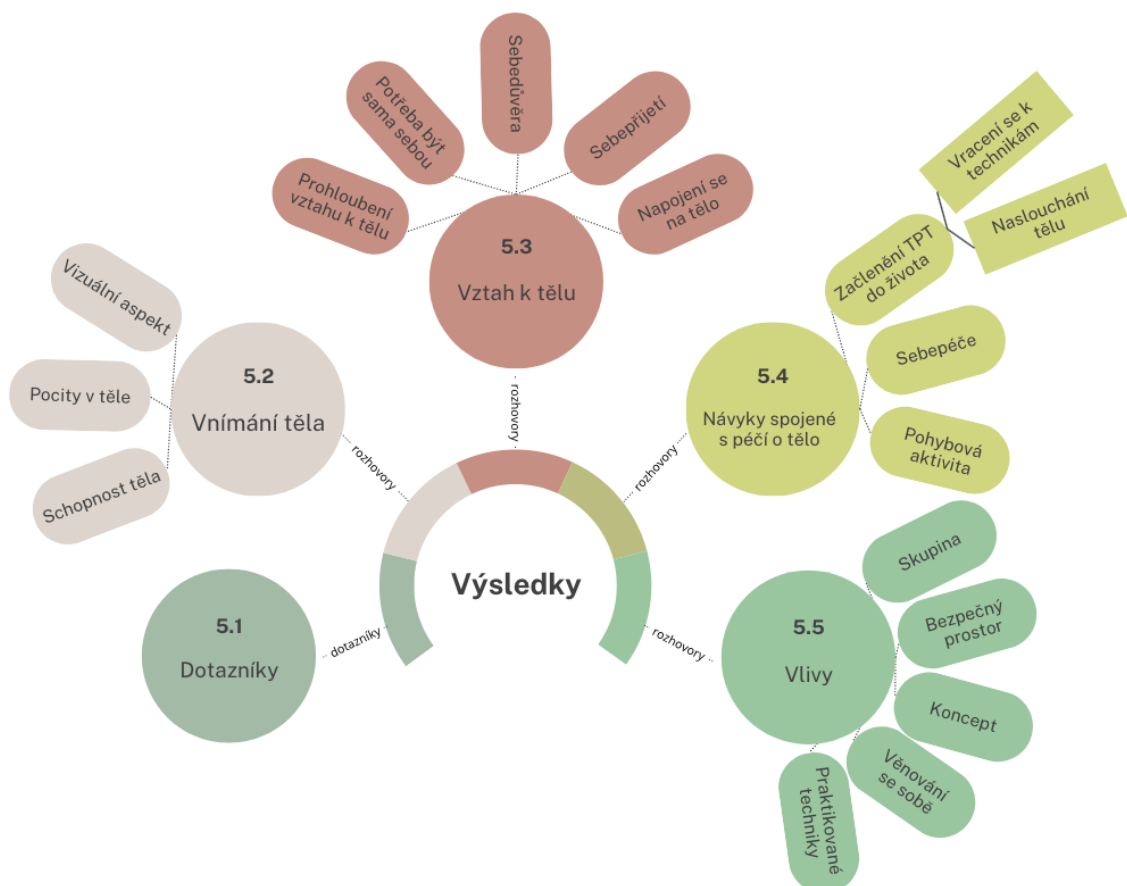 Výsledky
dotazníky
5.1
Dotazníky
rozhovory
5.2
Vnímání těla
Vizuální aspekt
Pocity v těle
Schopnost těla
rozhovory
5.3
Vztah k tělu
Prohloubení
vztahu k tělu
Potřeba být
sama sebou
Sebedůvěra
Sebepřijetí
Napojení se
na tělo
rozhovory
5.4
Návyky spojené
s péčí o tělo
Začlenění TPT
do života
Vracení se k
technikám
Naslouchání
tělu
Sebepéče
Pohybová
aktivita
rozhovory
5.5
Vlivy
Skupina
Bezpečný
prostor
Koncept
Věnování
se sobě
Praktikované
techniky